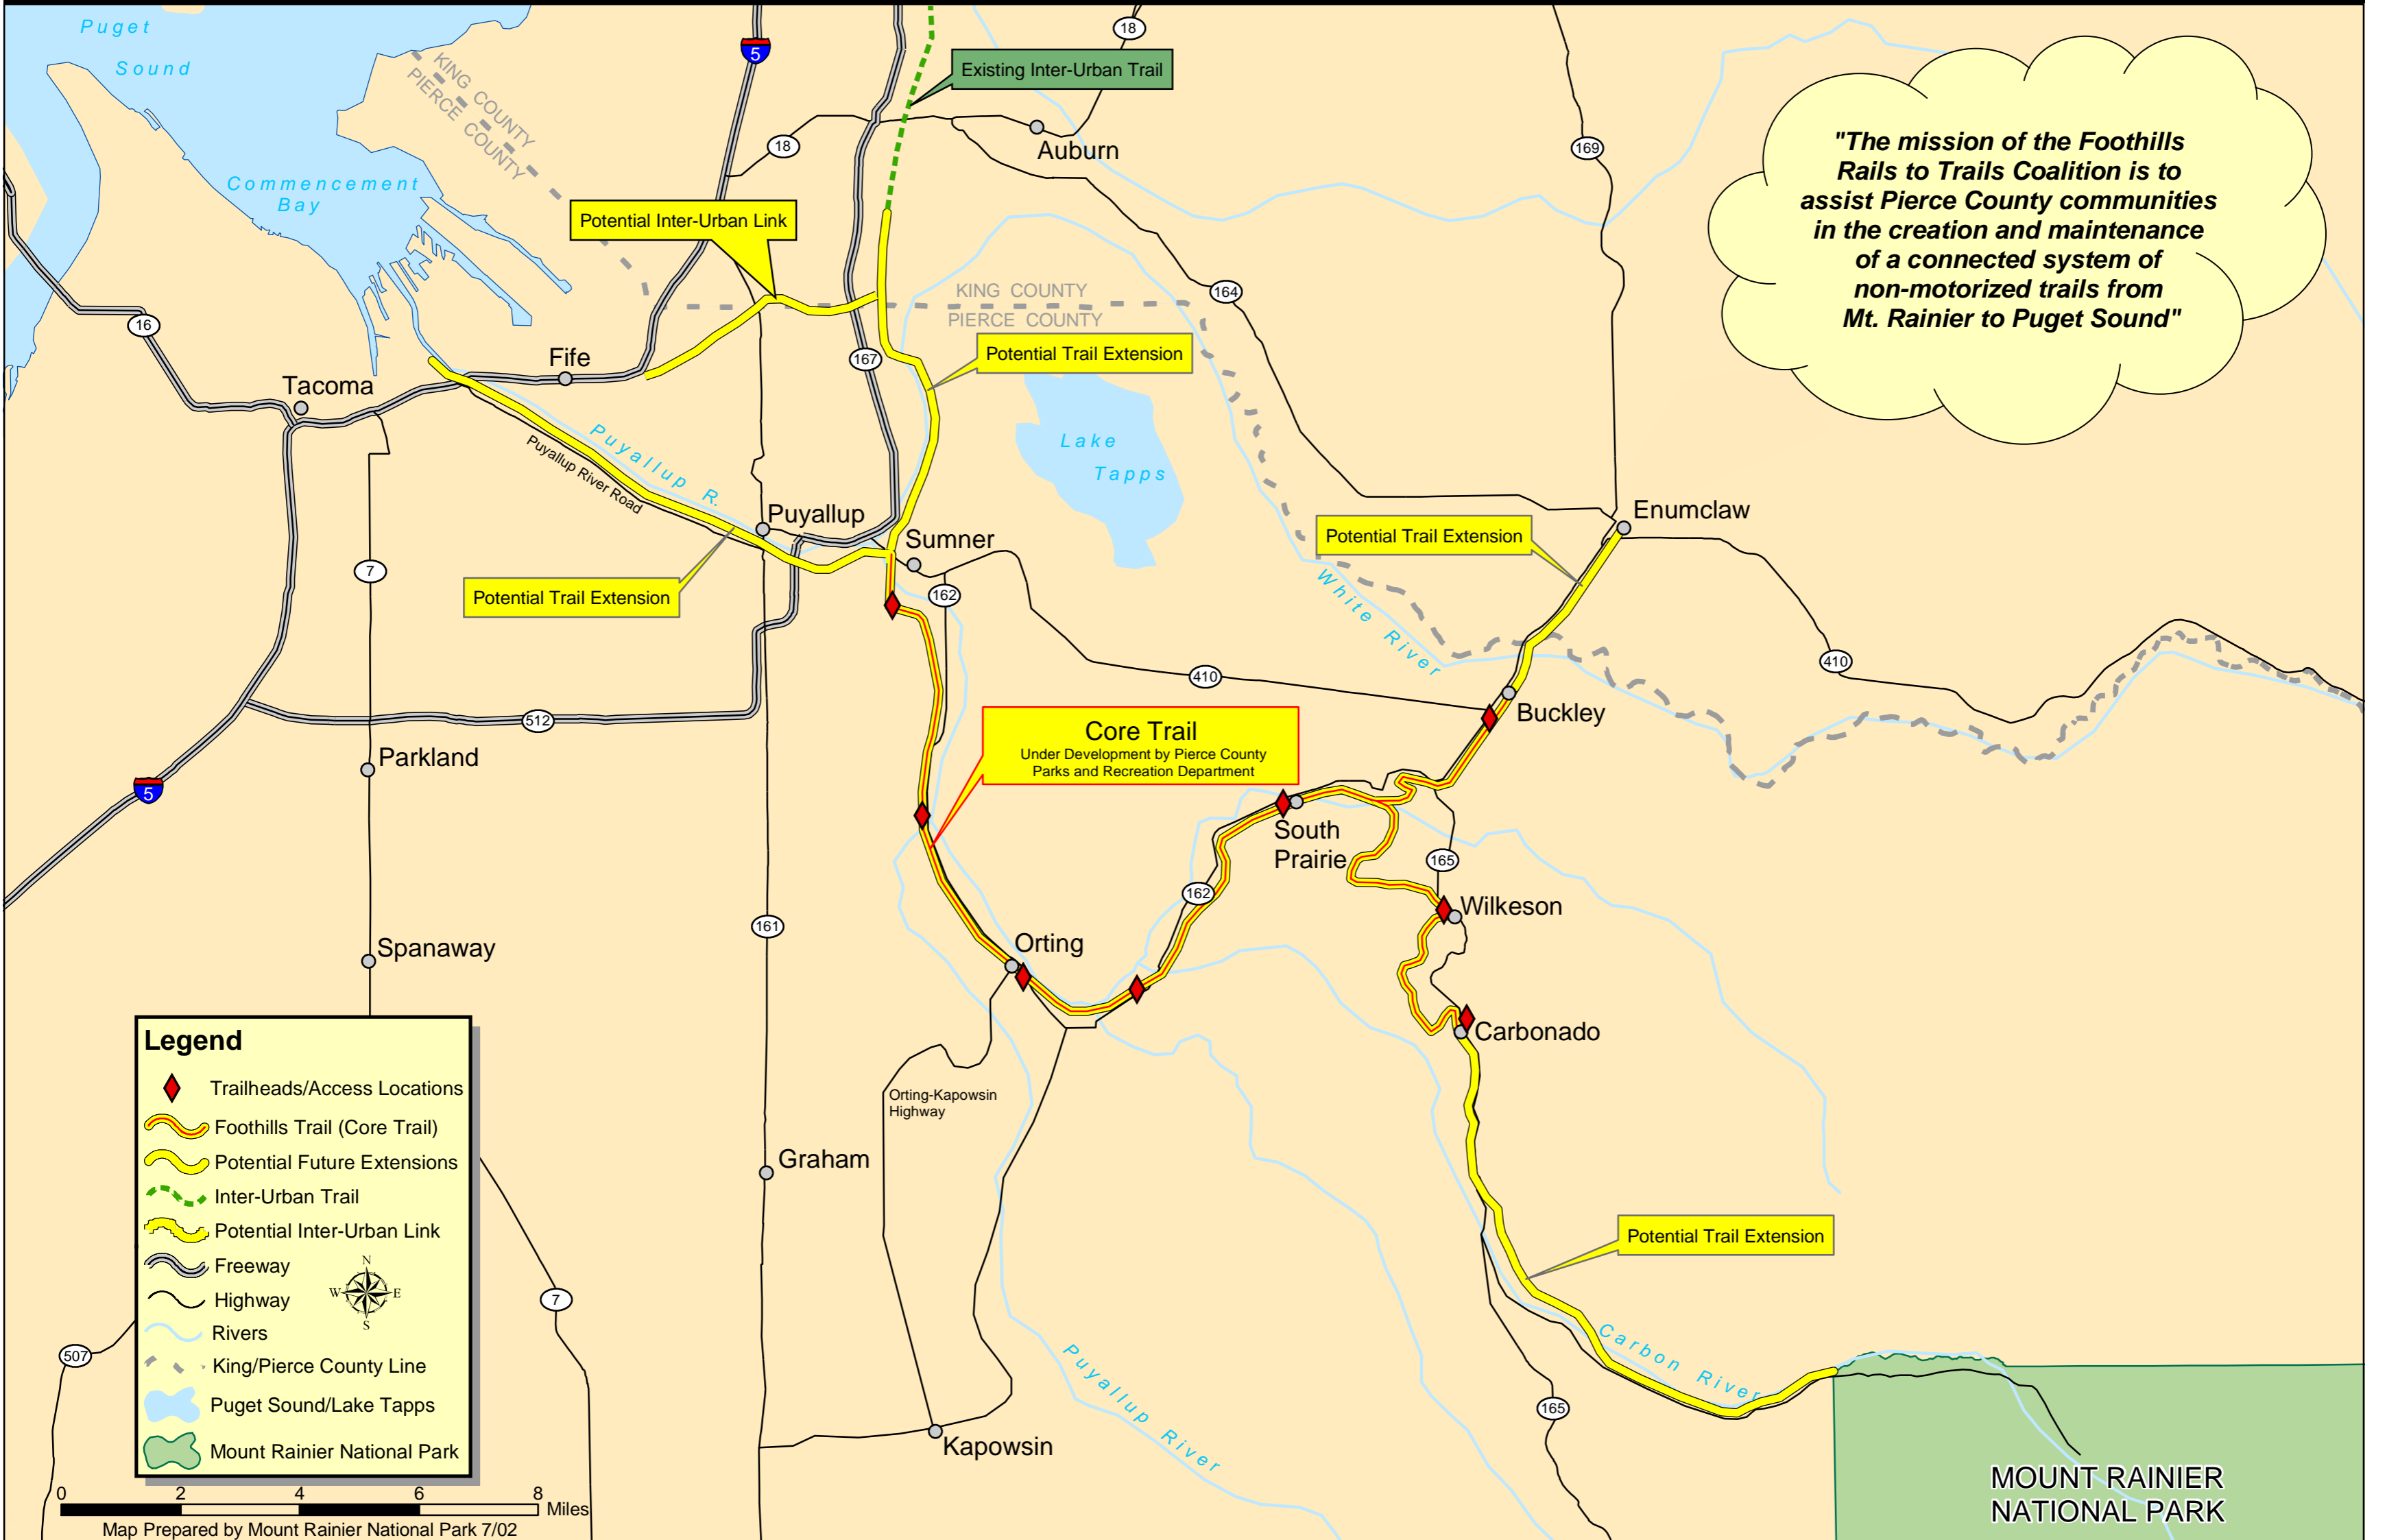 Puget
Sound
KING COUNTY
PIERCE COUNTY
5
18
Existing Inter-Urban Trail
18
Auburn
169
"The mission of the Foothills
Rails to Trails Coalition is to
assist Pierce County communities
in the creation and maintenance
of a connected system of
non-motorized trails from
Mt. Rainier to Puget Sound"
Commencement
Bay
Potential Inter-Urban Link
KING COUNTY
PIERCE COUNTY
164
16
167
Potential Trail Extension
Fife
Tacoma
Puyallup R.
Puyallup River Road
Lake
Tapps
Puyallup
Sumner
Potential Trail Extension
Enumclaw
7
Potential Trail Extension
162
White River
410
410
512
Buckley
Core Trail
Under Development by Pierce County
Parks and Recreation Department
Parkland
5
South
Prairie
165
162
161
Wilkeson
Orting
Spanaway
Carbonado
Orting-Kapowsin
Highway
Graham
Potential Trail Extension
Legend
Trailheads/Access Locations
Foothills Trail (Core Trail)
Potential Future Extensions
Inter-Urban Trail
Potential Inter-Urban Link
Freeway
Highway
Rivers
King/Pierce County Line
Puget Sound/Lake Tapps
Mount Rainier National Park
N
W
E
S
7
507
Carbon River
Puyallup River
165
Kapowsin
MOUNT RAINIER
NATIONAL PARK
0 2 4 6 8
Miles
Map Prepared by Mount Rainier National Park 7/02